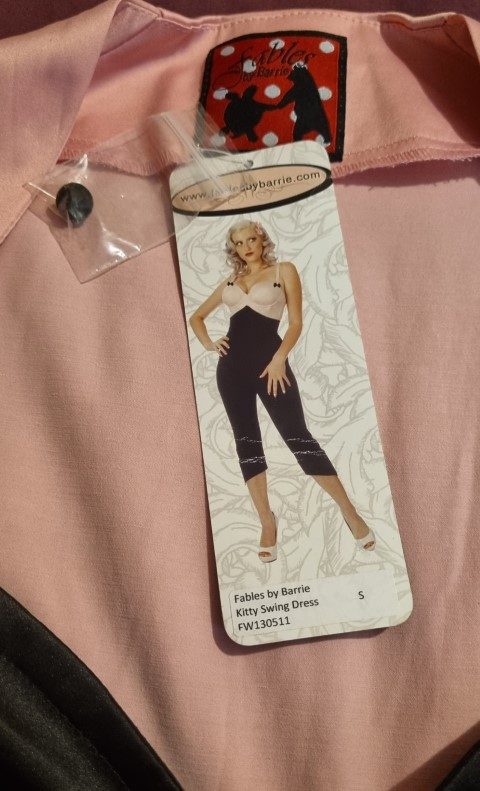 Fables
by Barrie
www.fablesbybarrie.com
Fables by Barrie
Kitty Swing Dress S
FW130511